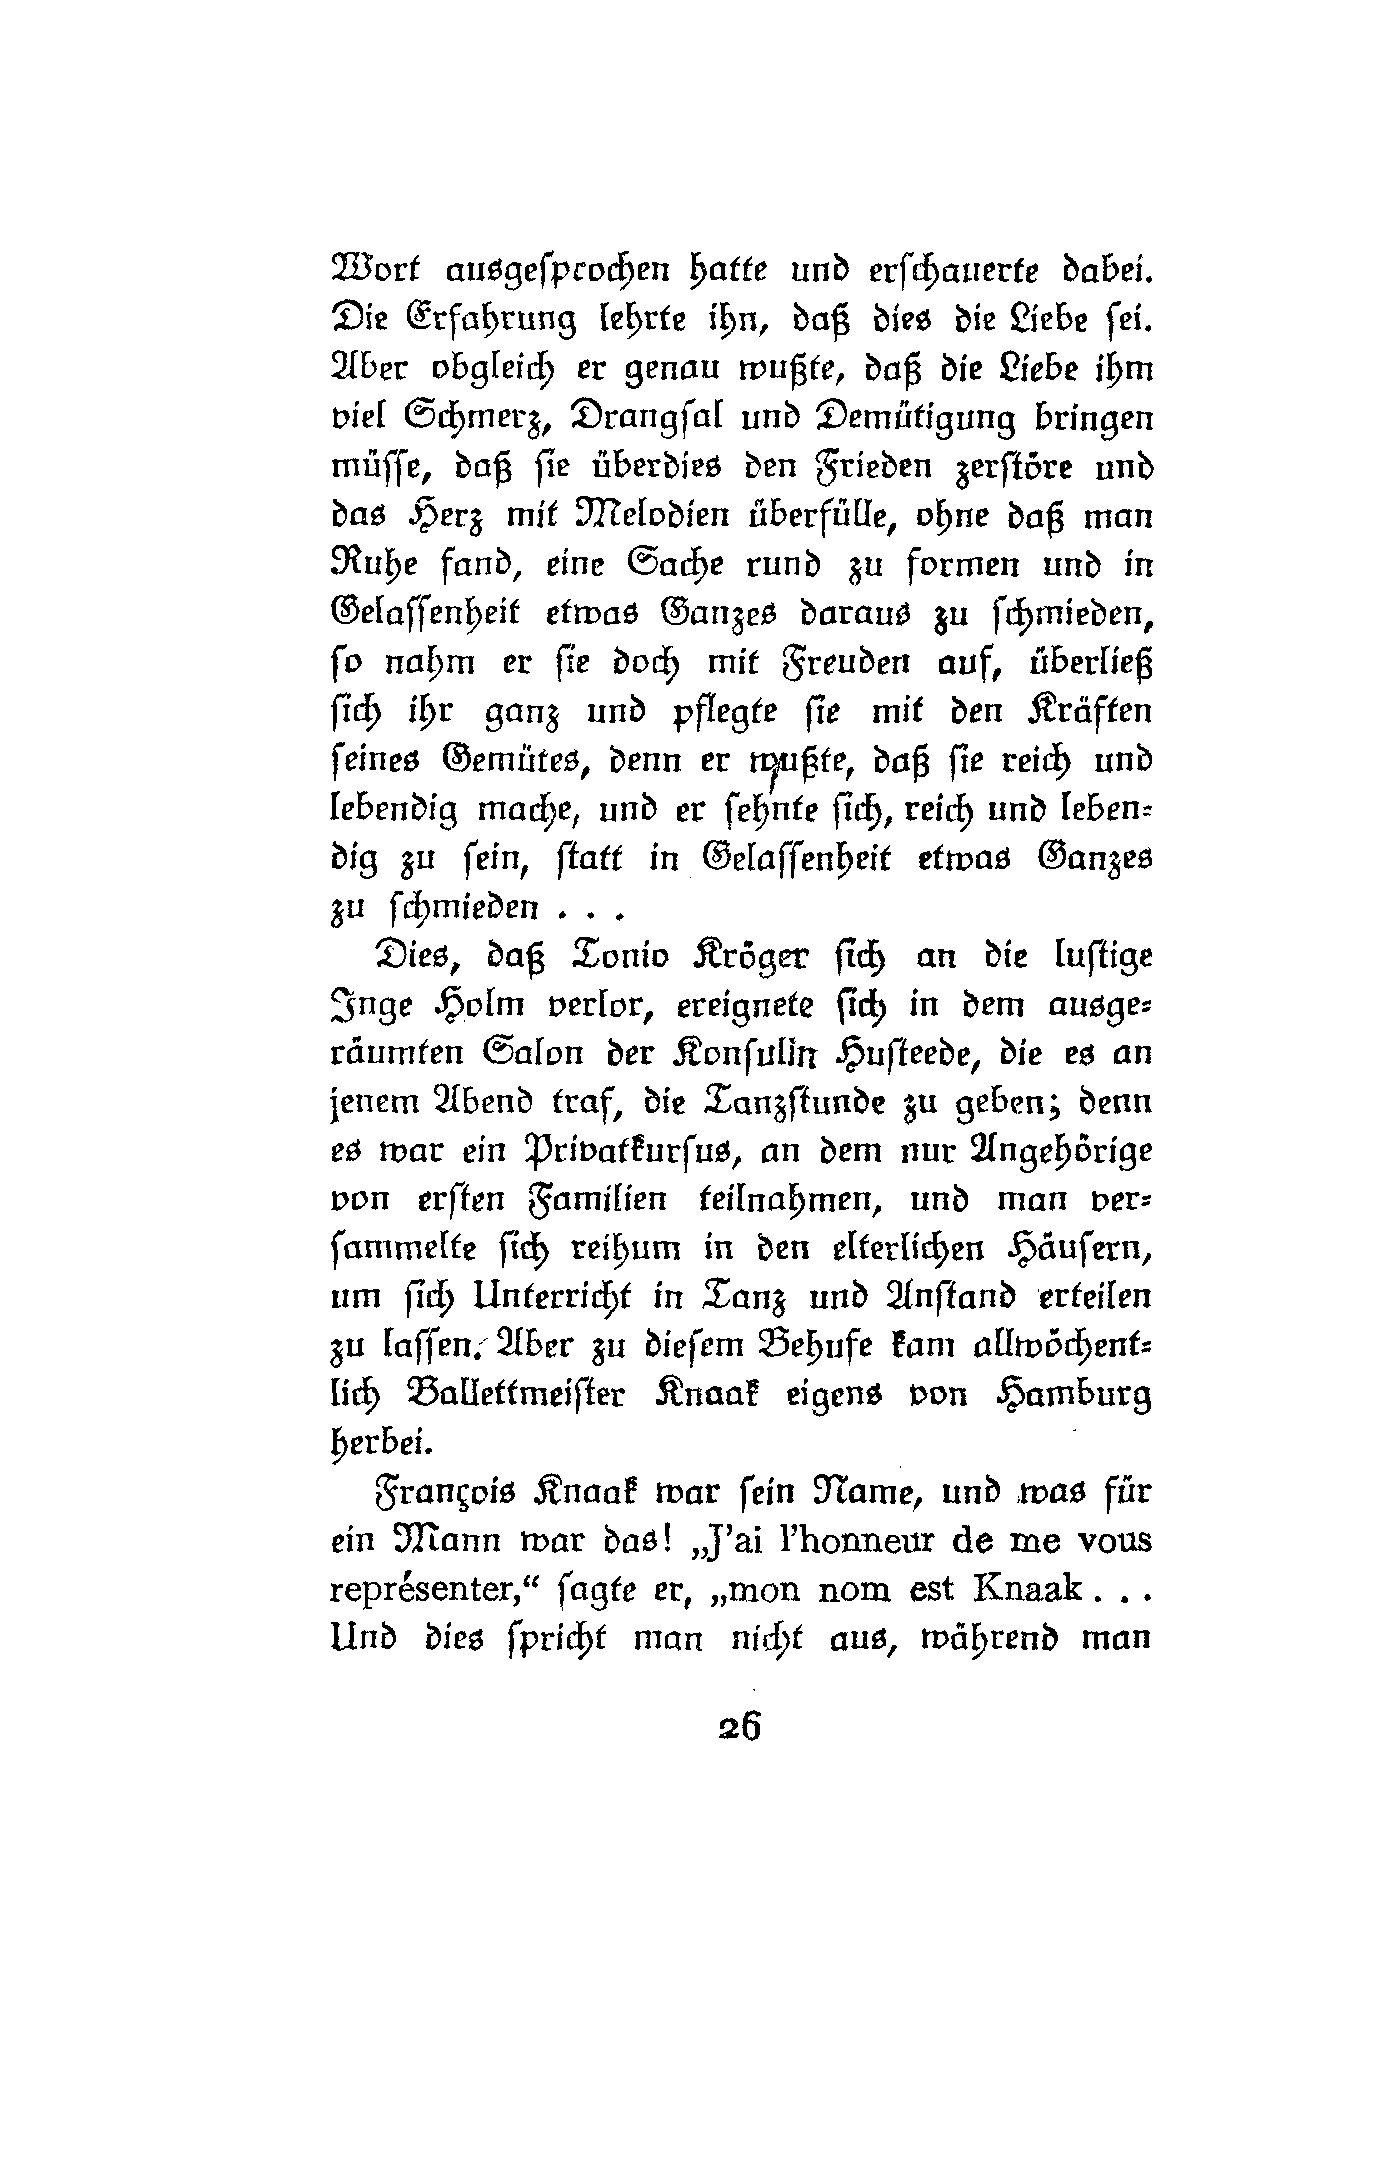 Wort ausgesprochen hatte und erschauerte dabei.
Die Erfahrung lehrte ihn, daß dies die Liebe sei.
Aber obgleich er genau wußte, daß die Liebe ihm
viel Schmerz, Drangsal und Demütigung bringen
müsse, daß sie überdies den Frieden zerstöre und
das Herz mit Melodien überfülle, ohne daß man
Ruhe fand, eine Sache rund zu formen und in
Gelassenheit etwas Ganzes daraus zu schmieden,
so nahm er sie doch mit Freuden auf, überließ
sich ihr ganz und pflegte sie mit den Kräften
seines Gemütes, denn er wußte, daß sie reich und
lebendig mache, und er sehnte sich, reich und leben-
dig zu sein, statt in Gelassenheit etwas Ganzes
zu schmieden . . .
Dies, daß Tonio Kröger sich an die lustige
Inge Holm verlor, ereignete sich in dem ausge-
räumten Salon der Konsulin Husteede, die es an
jenem Abend traf, die Tanzstunde zu geben; denn
es war ein Privatkursus, an dem nur Angehörige
von ersten Familien teilnahmen, und man ver-
sammelte sich reihum in den elterlichen Häusern,
um sich Unterricht in Tanz und Anstand erteilen
zu lassen. Aber zu diesem Behufe kam allwöchent-
lich Ballettmeister Knaak eigens von Hamburg
herbei.
François Knaak war sein Name, und was für
ein Mann war das! „J’ai l’honneur de me vous
représenter,“ sagte er, „mon nom est Knaak . . .
Und dies spricht man nicht aus, während man
26